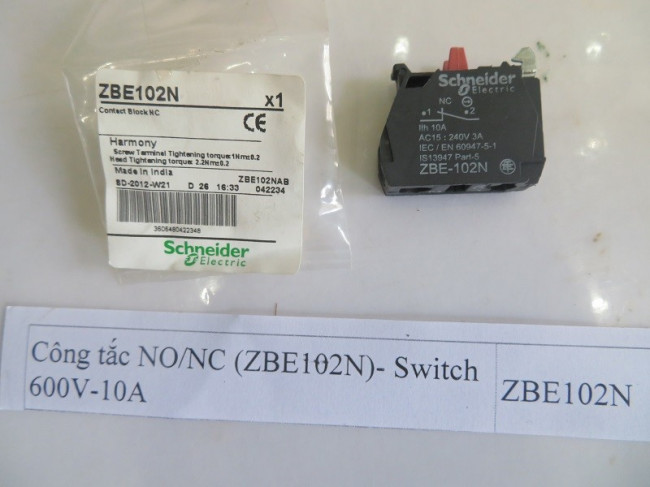 ZBE102N
x1
Contact Block NC
CE
Harmony
Screw Terminal Tightening torque:1Nm±0.2
Head Tightening torque: 2.2Nm±0.2
Made in India
ZBE102NAB
SD-2012-W21 D 26 16:33 042234
Schneider
Electric
Schneider
Electric
NC
1 2
Ith 10A
AC15 : 240V 3A
IEC / EN 60947-5-1
IS13947 Part-5
ZBE-102N
Công tắc NO/NC (ZBE102N)- Switch
600V-10A
ZBE102N